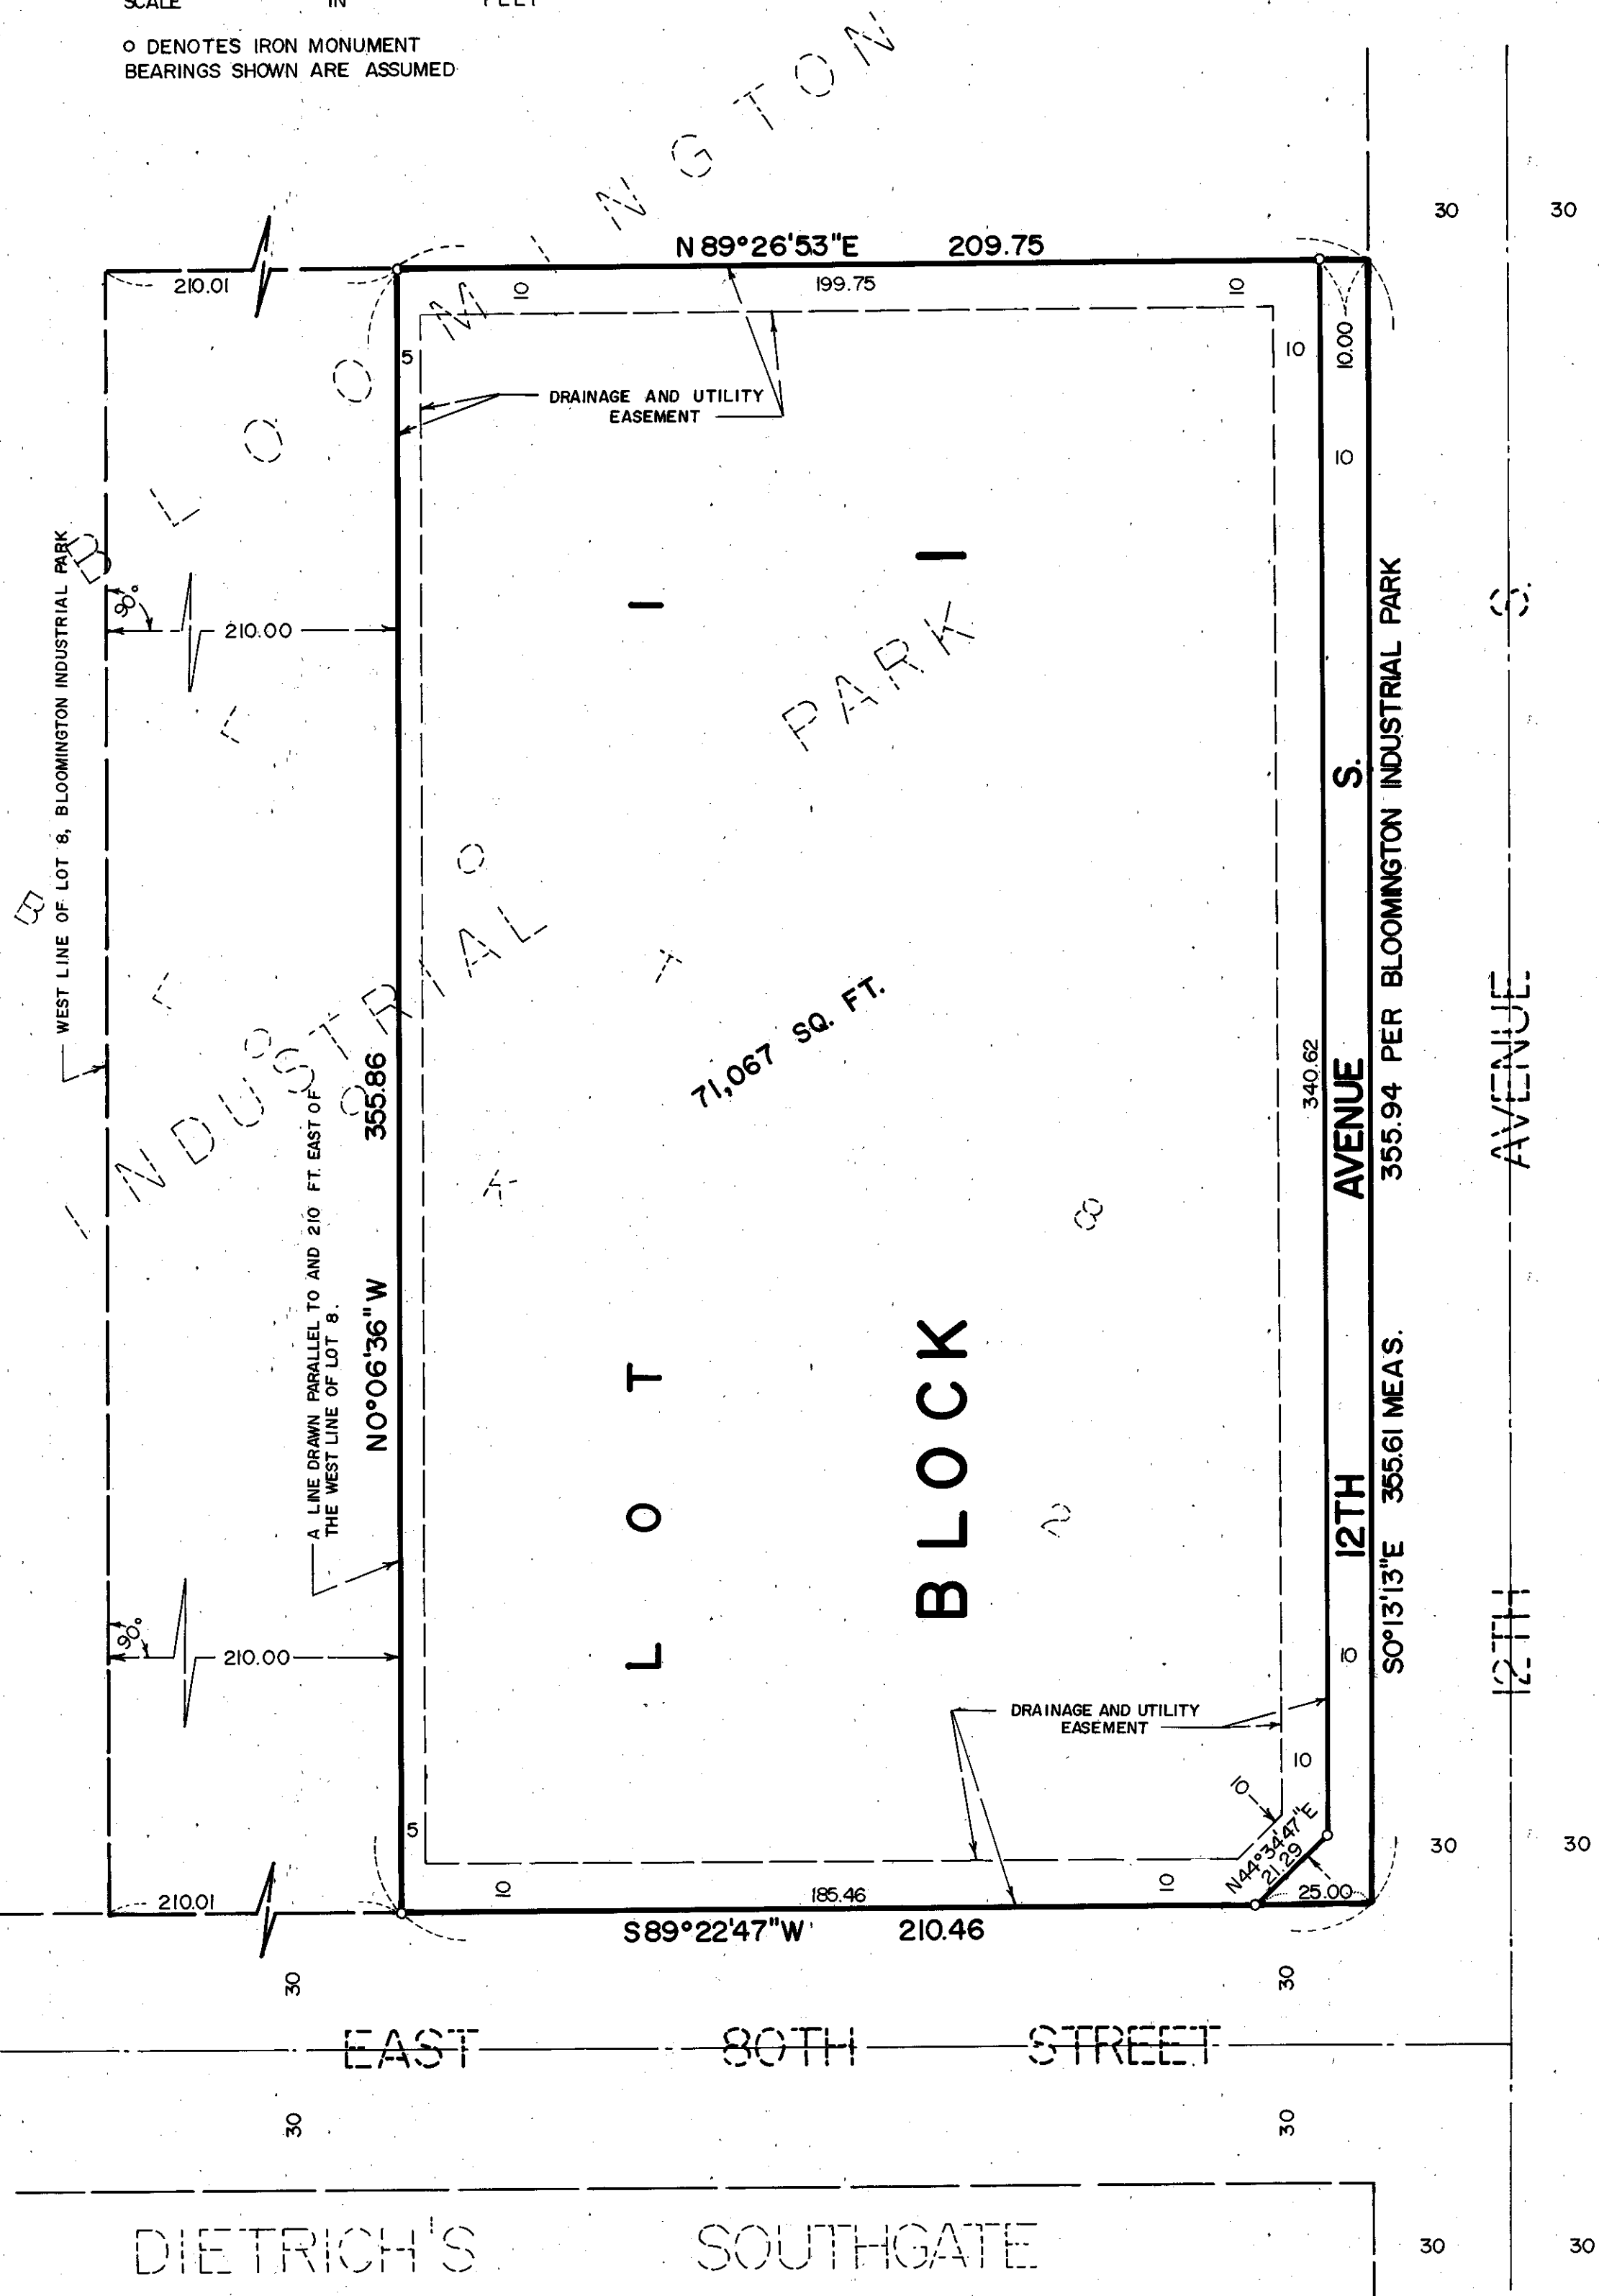 O DENOTES IRON MONUMENT
BEARINGS SHOWN ARE ASSUMED
BLOOMINGTON
INDUSTRIAL PARK
30
30
N 89°26'53"E 209.75
210.01
10
199.75
10
5
10
10.00
DRAINAGE AND UTILITY
EASEMENT
10
WEST LINE OF LOT 8, BLOOMINGTON INDUSTRIAL PARK
90°
210.00
LOT 1
BLOCK 1
71,067 SQ. FT.
A LINE DRAWN PARALLEL TO AND 210 FT. EAST OF
THE WEST LINE OF LOT 8.
N0°06'36"W 355.86
340.62
12TH AVENUE S.
S0°13'13"E 355.61 MEAS. 355.94 PER BLOOMINGTON INDUSTRIAL PARK
12TH AVENUE S.
8
2
90°
210.00
10
DRAINAGE AND UTILITY
EASEMENT
10
10
N44°34'47"E
21.29
25.00
5
30
30
210.01
10
185.46
10
S89°22'47"W 210.46
30
30
EAST 80TH STREET
30
30
DIETRICH'S SOUTHGATE
30
30